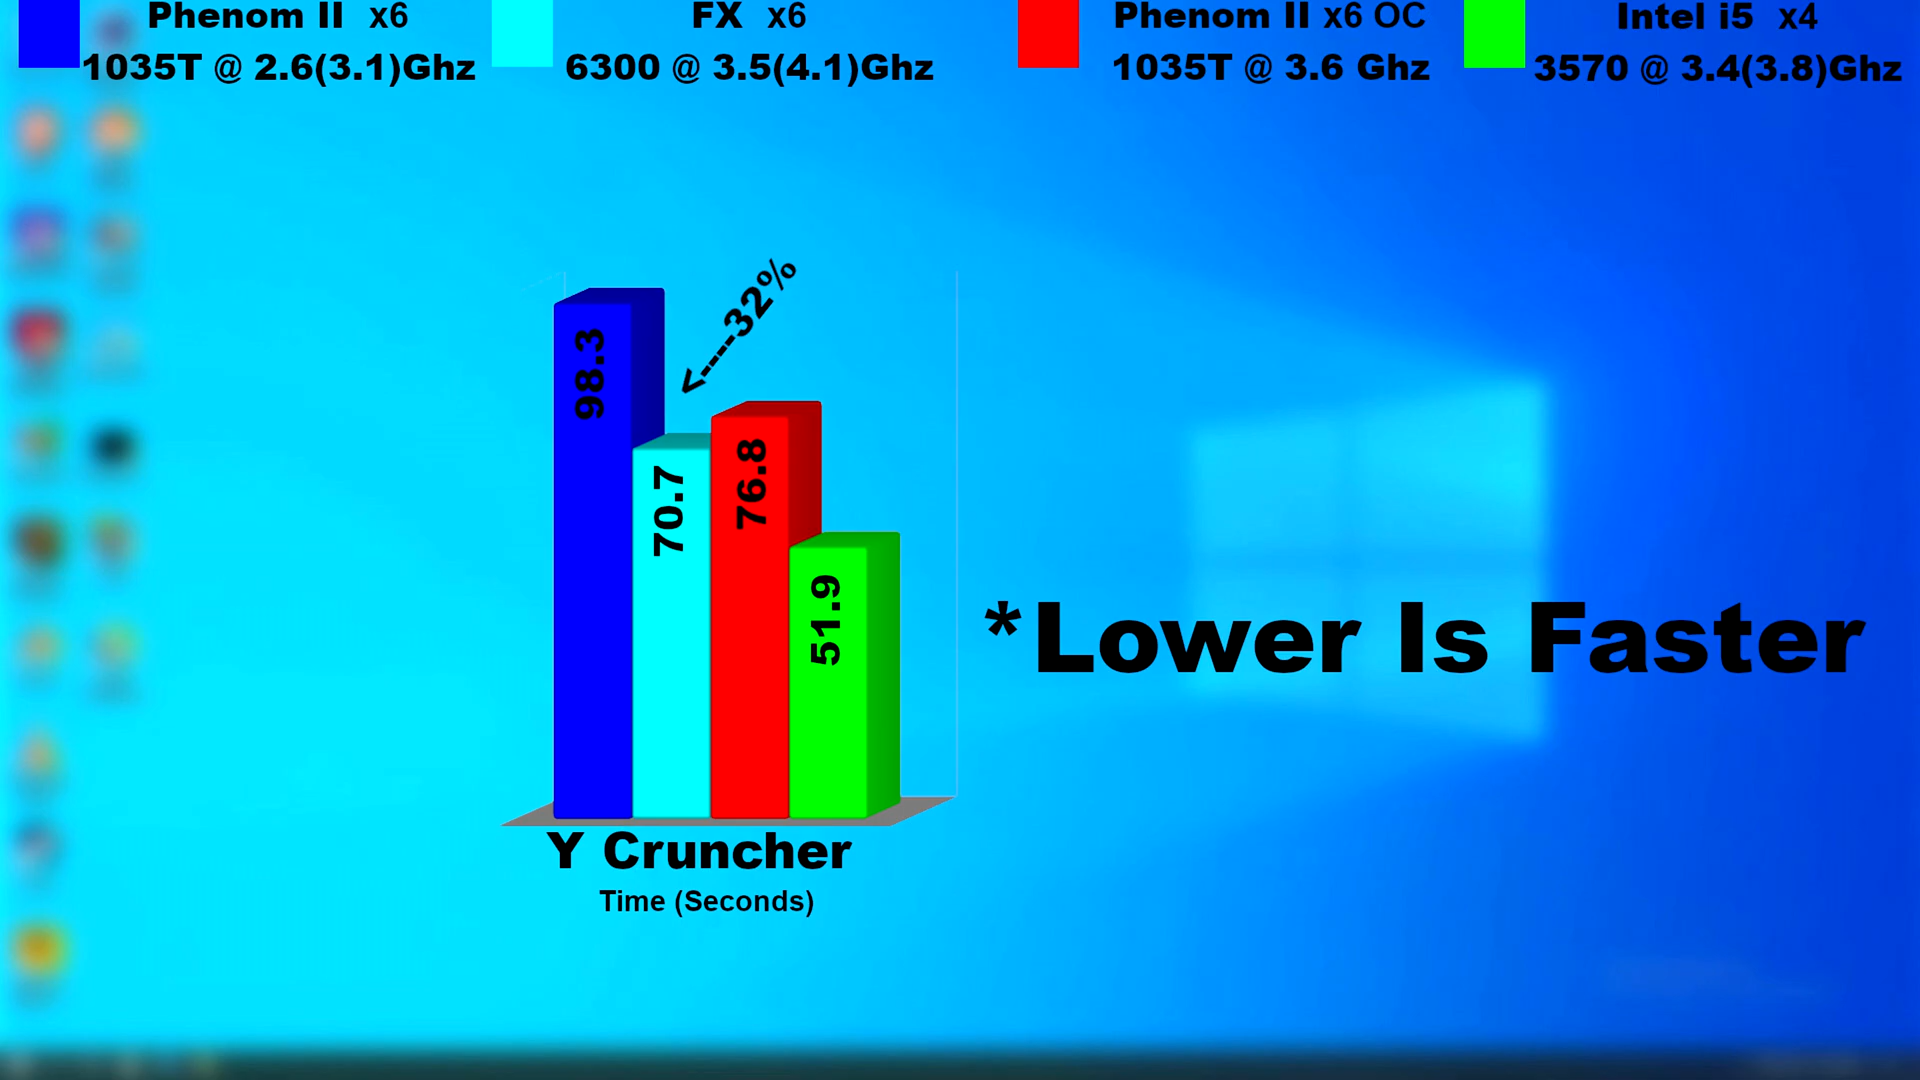 Phenom II x6
1035T @ 2.6(3.1)Ghz
FX x6
6300 @ 3.5(4.1)Ghz
Phenom II x6 OC
1035T @ 3.6 Ghz
Intel i5 x4
3570 @ 3.4(3.8)Ghz
<----32%
98.3
70.7
76.8
51.9
*Lower Is Faster
Y Cruncher
Time (Seconds)